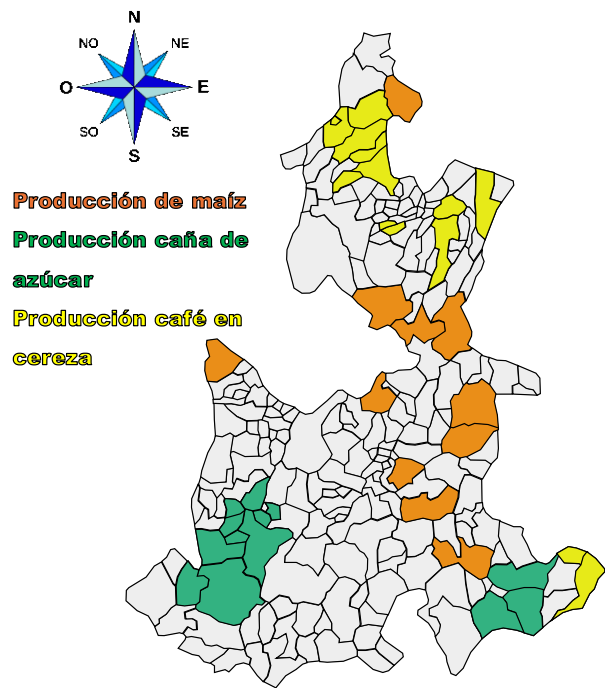 N
NO NE
O E
SO SE
S
Producción de maíz
Producción caña de
azúcar
Producción café en
cereza